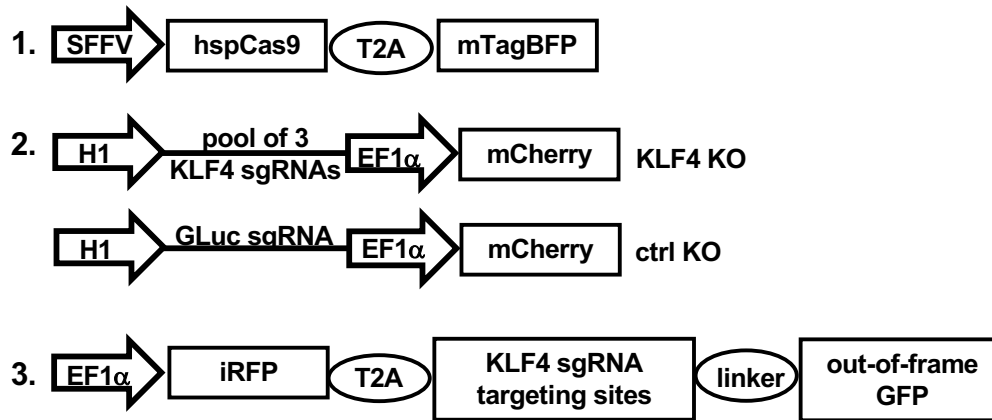 1. SFFV hspCas9 T2A mTagBFP
2. H1 pool of 3 KLF4 sgRNAs EF1α mCherry KLF4 KO
H1 GLuc sgRNA EF1α mCherry ctrl KO
3. EF1α iRFP T2A KLF4 sgRNA targeting sites linker out-of-frame GFP